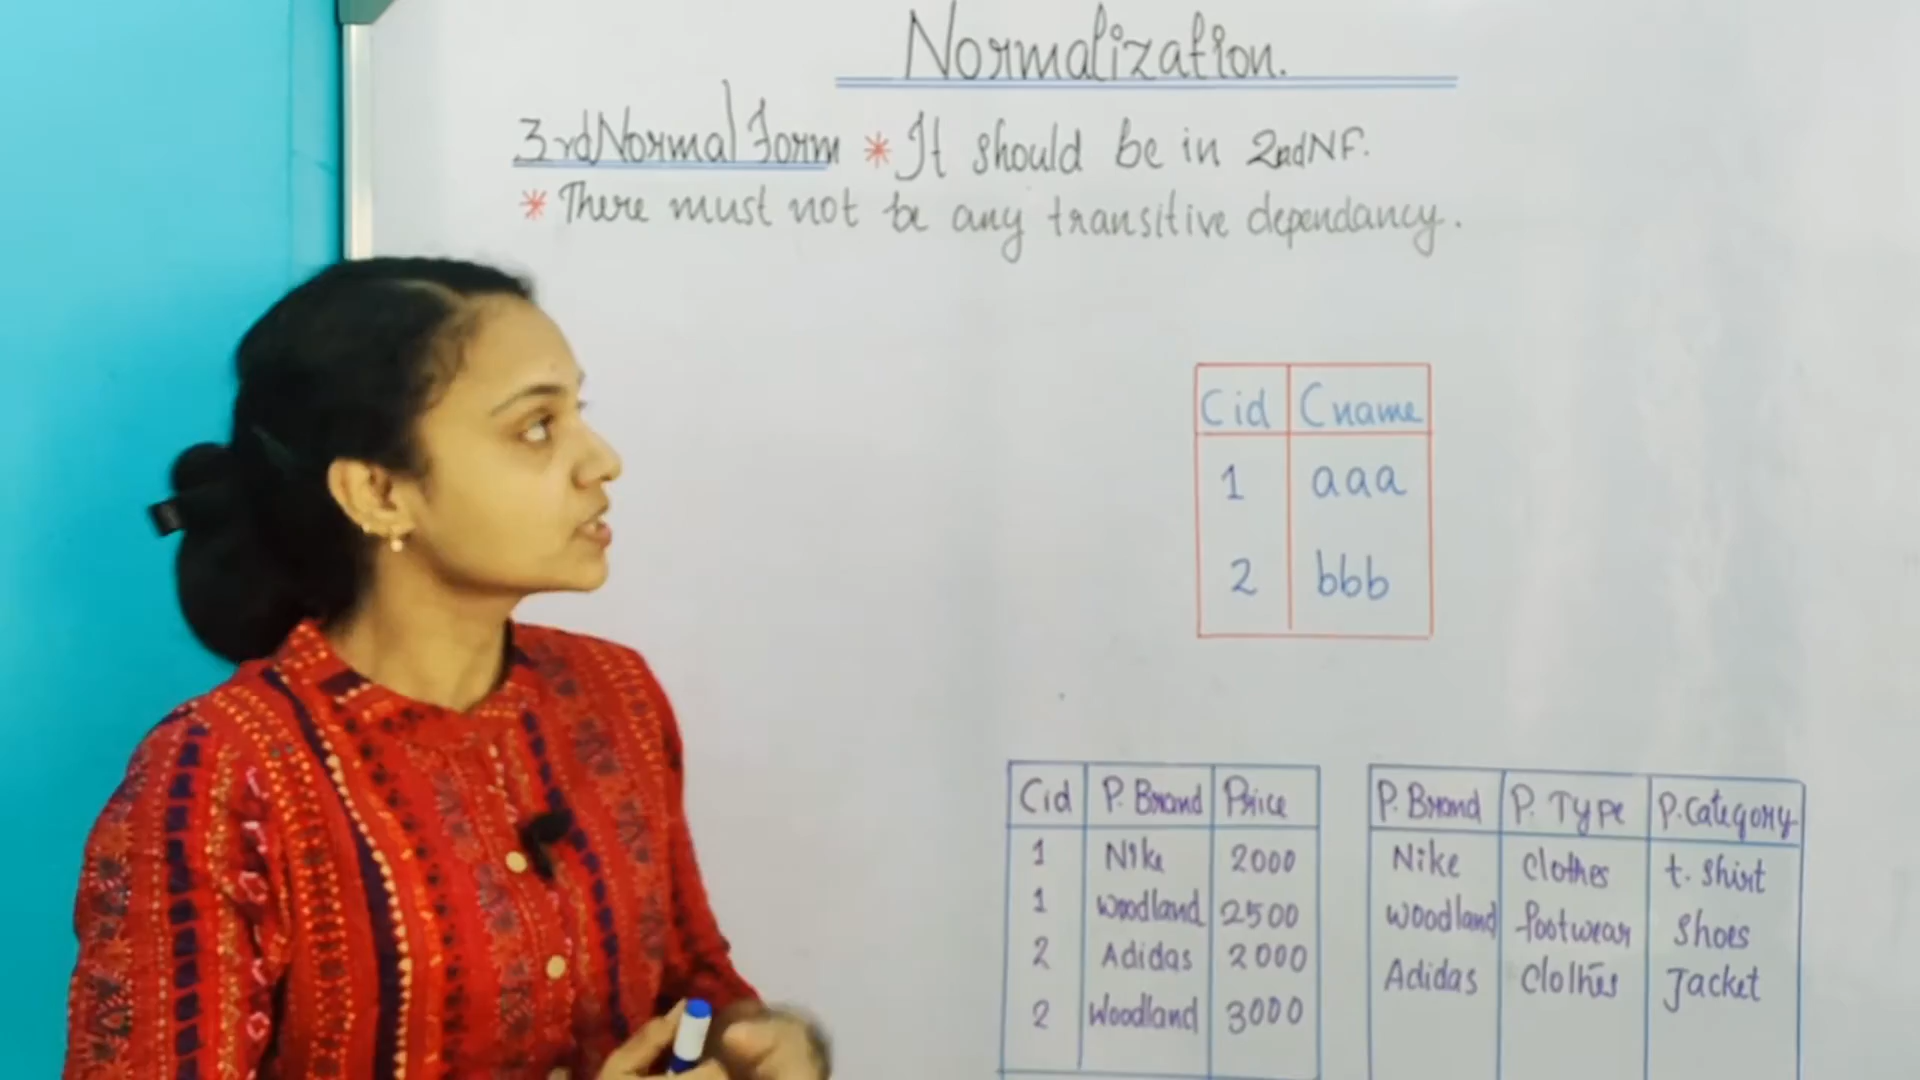 Normalization.
3rd Normal Form * It should be in 2ndNF.
* There must not be any transitive dependancy.
Cid Cname
1 aaa
2 bbb
Cid P. Brand Price
1 Nike 2000
1 Woodland 2500
2 Adidas 2000
2 Woodland 3000
P. Brand P. Type P. Category
Nike Clothes t. shirt
Woodland footwear Shoes
Adidas Clothes Jacket